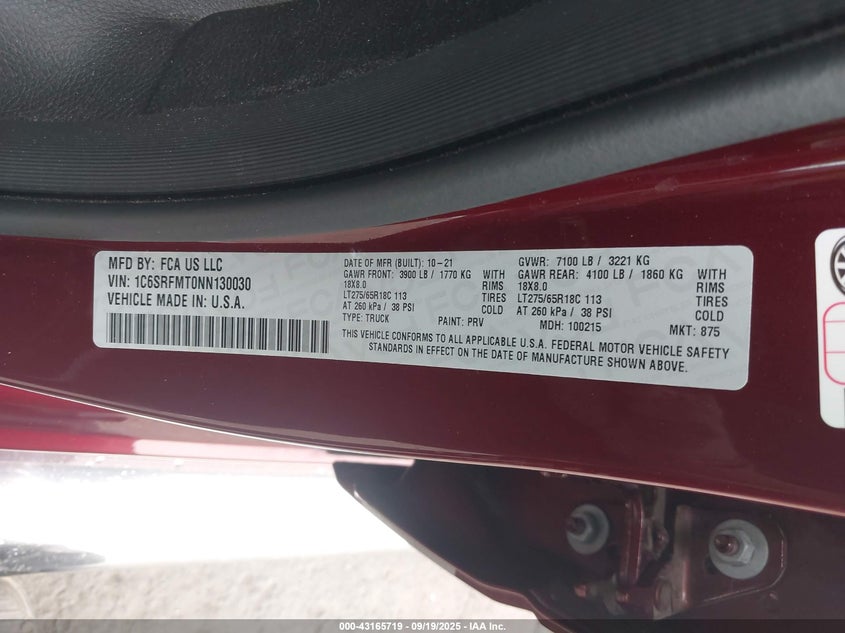 MFD BY: FCA US LLC
VIN: 1C6SRFMT0NN130030
VEHICLE MADE IN U.S.A.
DATE OF MFR (BUILT): 10-21
GVWR: 7100 LB / 3221 KG
GAWR FRONT: 3900 LB / 1770 KG WITH
GAWR REAR: 4100 LB / 1860 KG WITH
18X8.0 RIMS
18X8.0 RIMS
LT275/65R18C 113 TIRES
LT275/65R18C 113 TIRES
AT 260 kPa / 38 PSI COLD
AT 260 kPa / 38 PSI COLD
TYPE: TRUCK PAINT: PRV MDH: 100215 MKT: 875
THIS VEHICLE CONFORMS TO ALL APPLICABLE U.S.A. FEDERAL MOTOR VEHICLE SAFETY
STANDARDS IN EFFECT ON THE DATE OF MANUFACTURE SHOWN ABOVE.
000-43165719 / 09/19/2025 - IAA Inc.